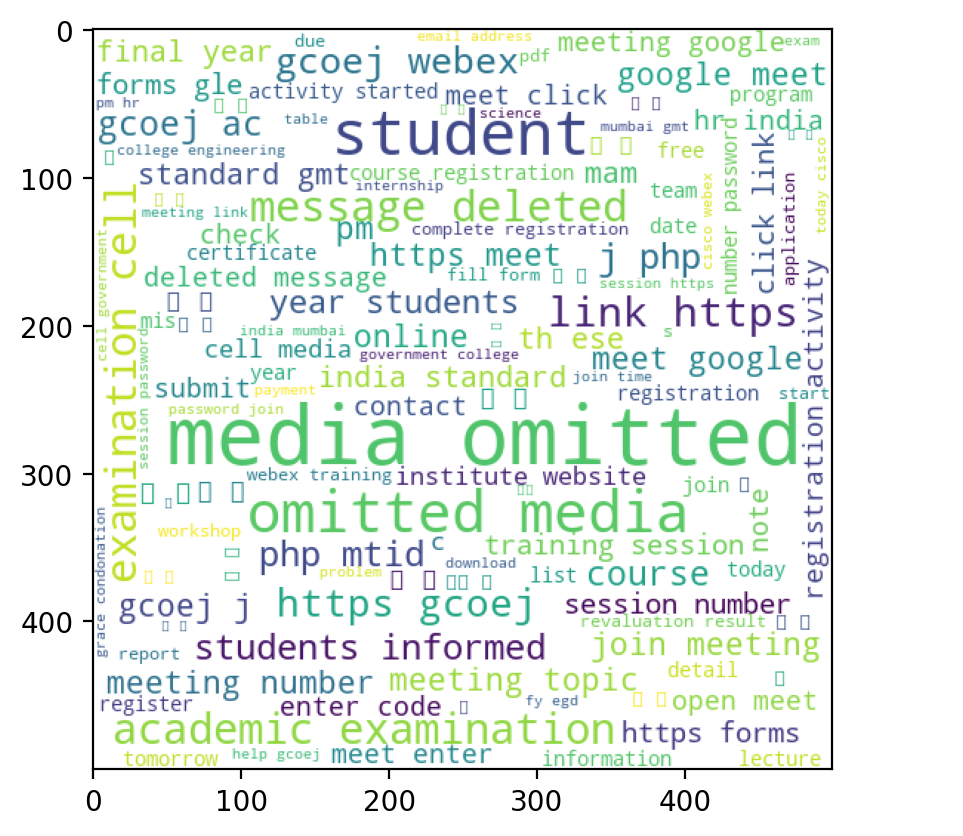 0
due
email address
final year
gcoej webex
pdf
meeting google
exam
forms gle
activity started
meet click
google meet
pm hr
program
gcoej ac
table
student
science
mumbai gmt
hr india
college engineering
free
100
standard gmt
course registration
mam
internship
team
number password
click link
application
cisco webex
today cisco
meeting link
message deleted
check
pm
complete registration
date
certificate
https meet
j php
deleted message
fill form
session https
examination cell
cell government
year students
link https
200
mis
india mumbai
online
th ese
s
cell media
government college
meet google
year
india standard
join time
submit
payment
registration
start
session password
password join
contact
registration activity
media omitted
300
webex training
institute website
join
note
omitted media
workshop
php mtid
c
training session
problem
download
list
course
today
grace condonation
400
gcoej j
https gcoej
session number
revaluation result
report
students informed
join meeting
meeting number
meeting topic
detail
register
enter code
fy egd
open meet
academic examination
https forms
tomorrow
help gcoej
meet enter
information
lecture
0
100
200
300
400